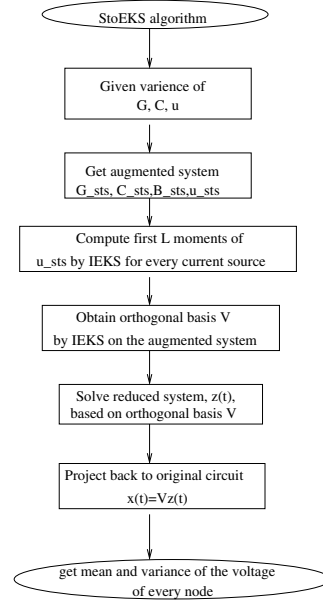 StoEKS algorithm
Given varience of
G, C, u
Get augmented system
G_sts, C_sts,B_sts,u_sts
Compute first L moments of
u_sts by IEKS for every current source
Obtain orthogonal basis V
by IEKS on the augmented system
Solve reduced system, z(t),
based on orthogonal basis V
Project back to original circuit
x(t)=Vz(t)
get mean and variance of the voltage
of every node